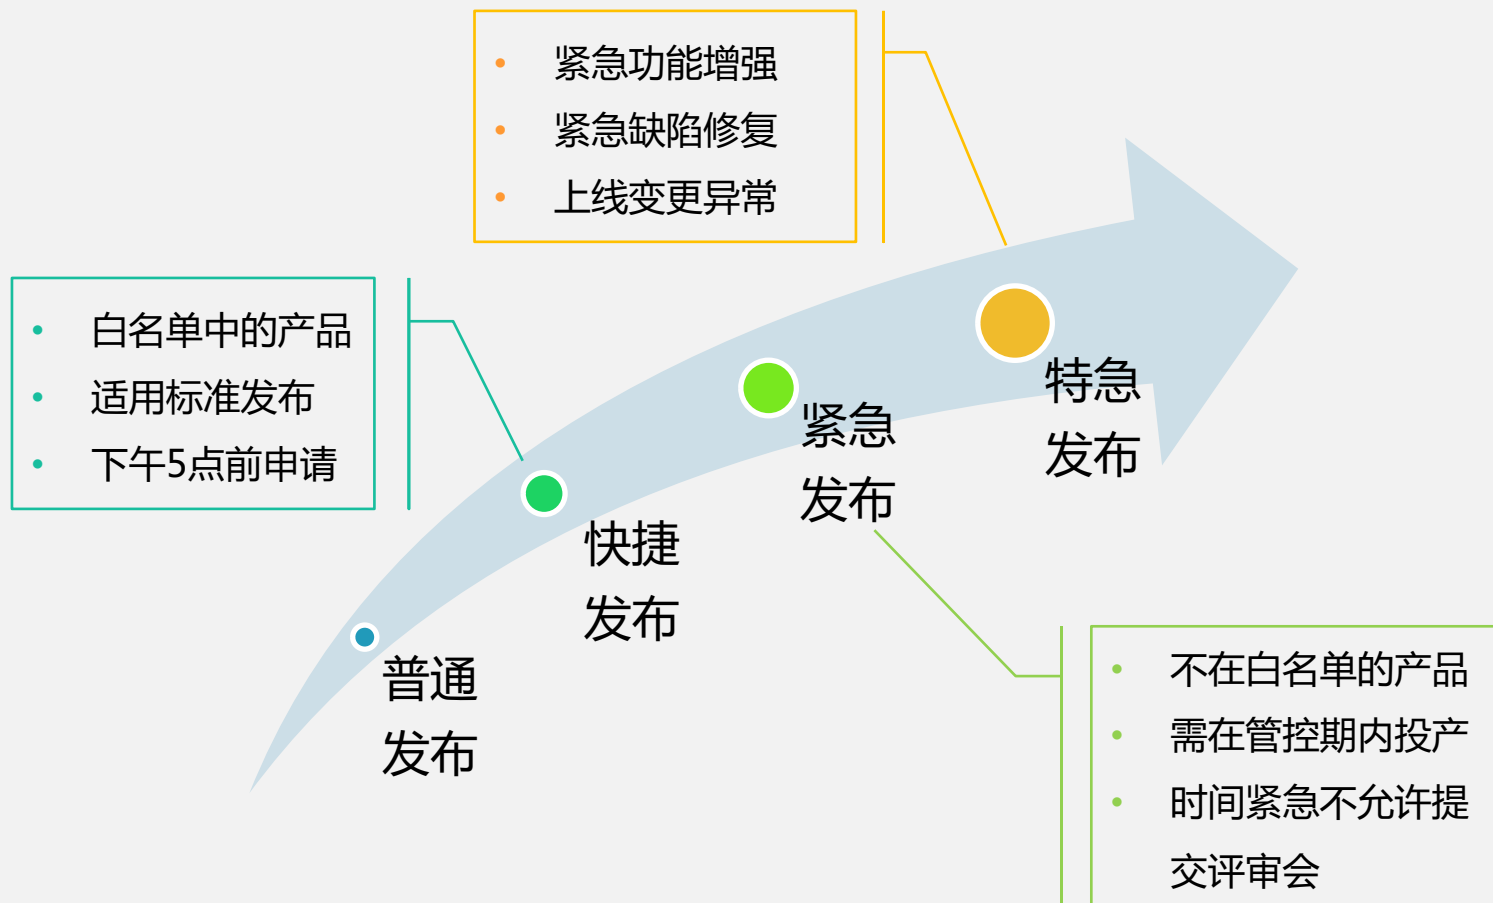 紧急功能增强
紧急缺陷修复
上线变更异常
白名单中的产品
适用标准发布
下午5点前申请
特急
发布
紧急
发布
快捷
发布
普通
发布
不在白名单的产品
需在管控期内投产
时间紧急不允许提
交评审会